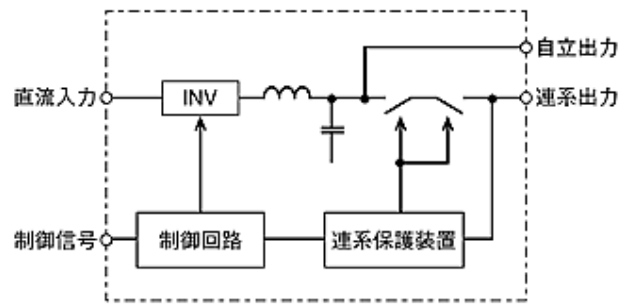 自立出力
直流入力
INV
連系出力
制御信号
制御回路
連系保護装置